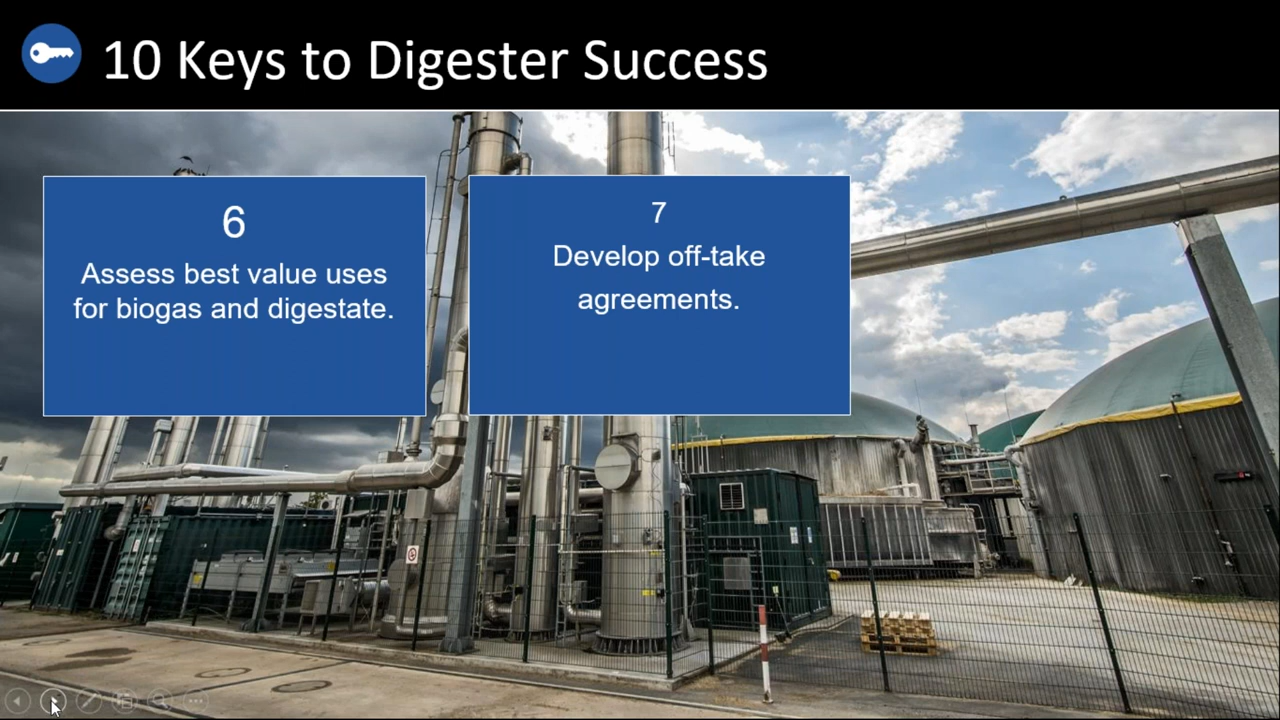 10 Keys to Digester Success
6
Assess best value uses
for biogas and digestate.
7
Develop off-take
agreements.